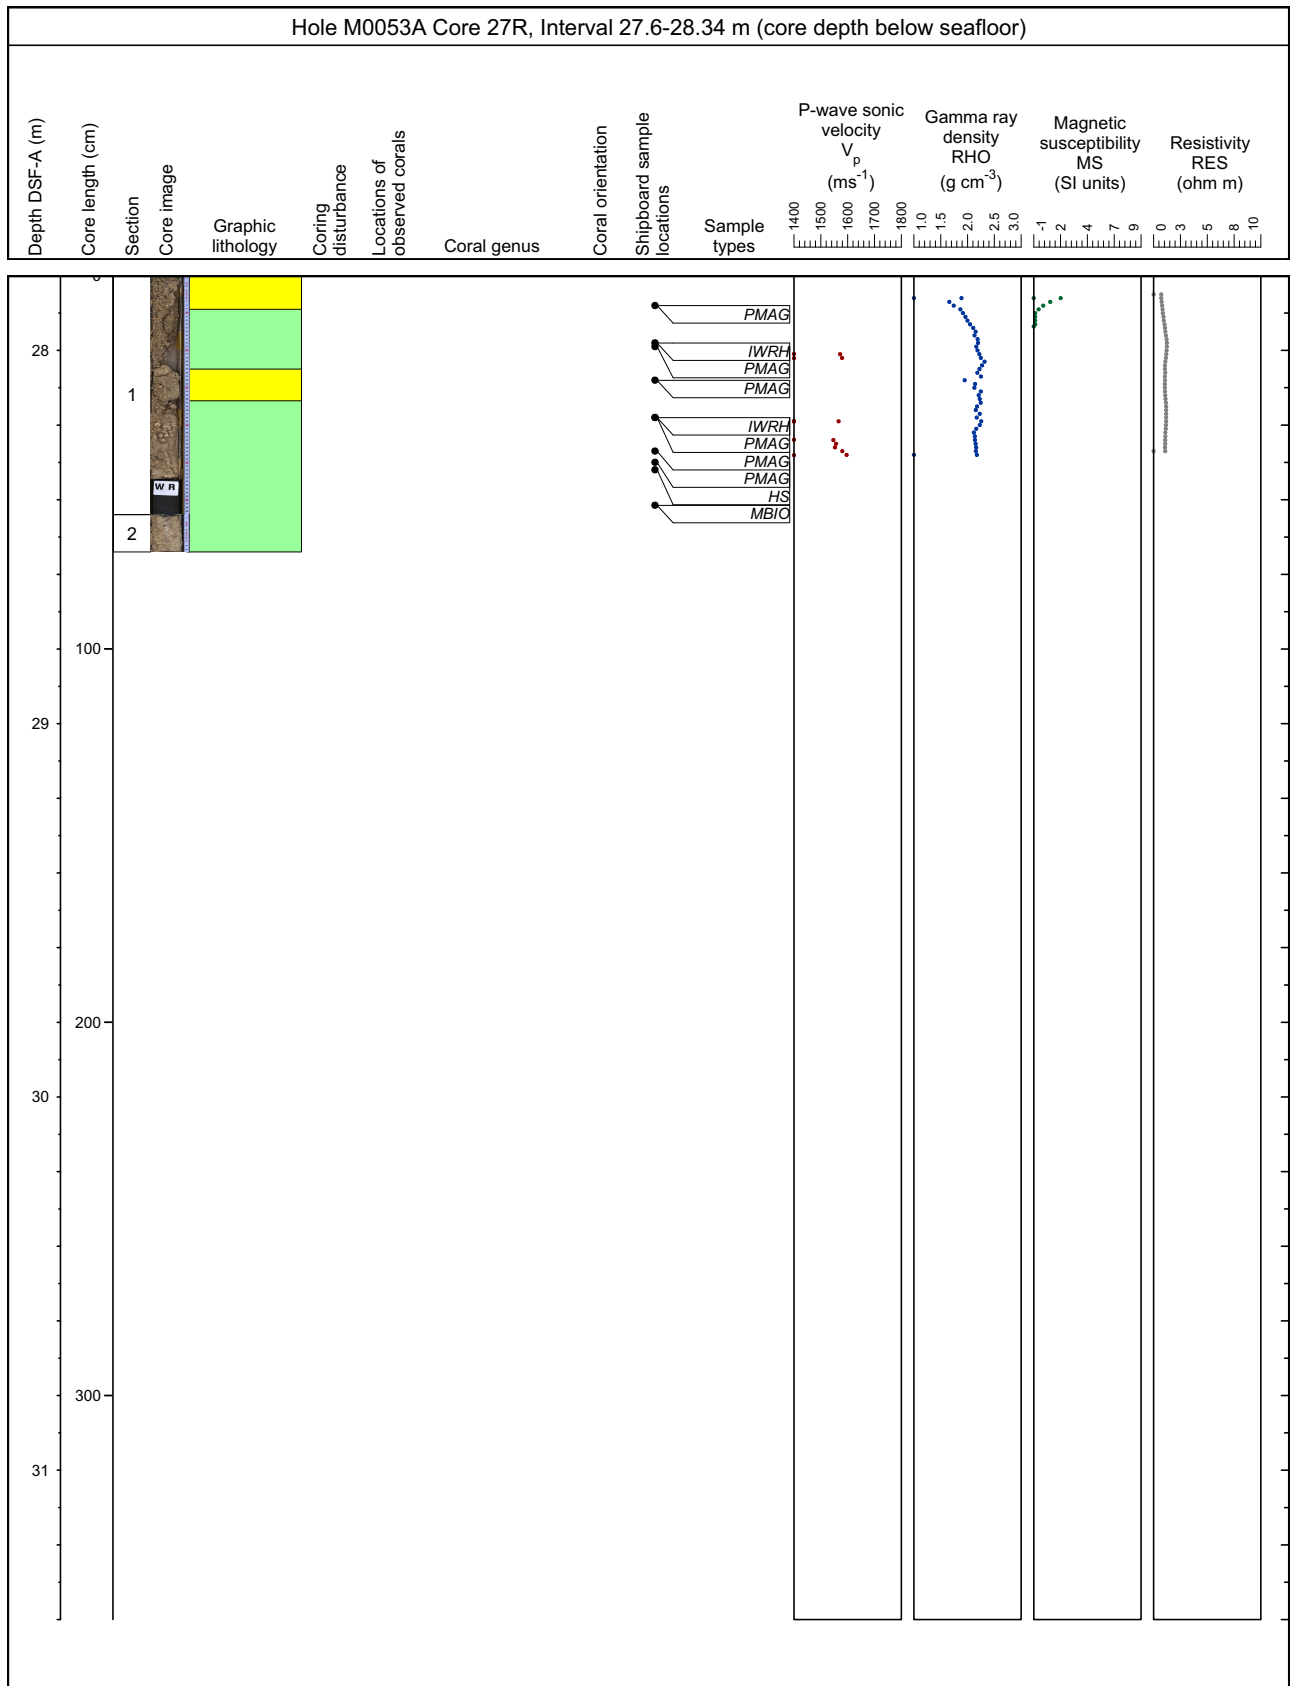 Hole M0053A Core 27R, Interval 27.6-28.34 m (core depth below seafloor)
Depth DSF-A (m)
Core length (cm)
Section
Core image
Graphic
lithology
Coring
disturbance
Locations of
observed corals
Coral genus
Coral orientation
Shipboard sample
locations
Sample
types
P-wave sonic
velocity
Vp
(ms-1)
1400 1500 1600 1700 1800
Gamma ray
density
RHO
(g cm-3)
1.0 1.5 2.0 2.5 3.0
Magnetic
susceptibility
MS
(SI units)
-1 2 4 7 9
Resistivity
RES
(ohm m)
0 3 5 8 10
0
PMAG
28
IWRH
PMAG
PMAG
1
IWRH
PMAG
PMAG
PMAG
W R
HS
MBIO
2
100
29
200
30
300
31